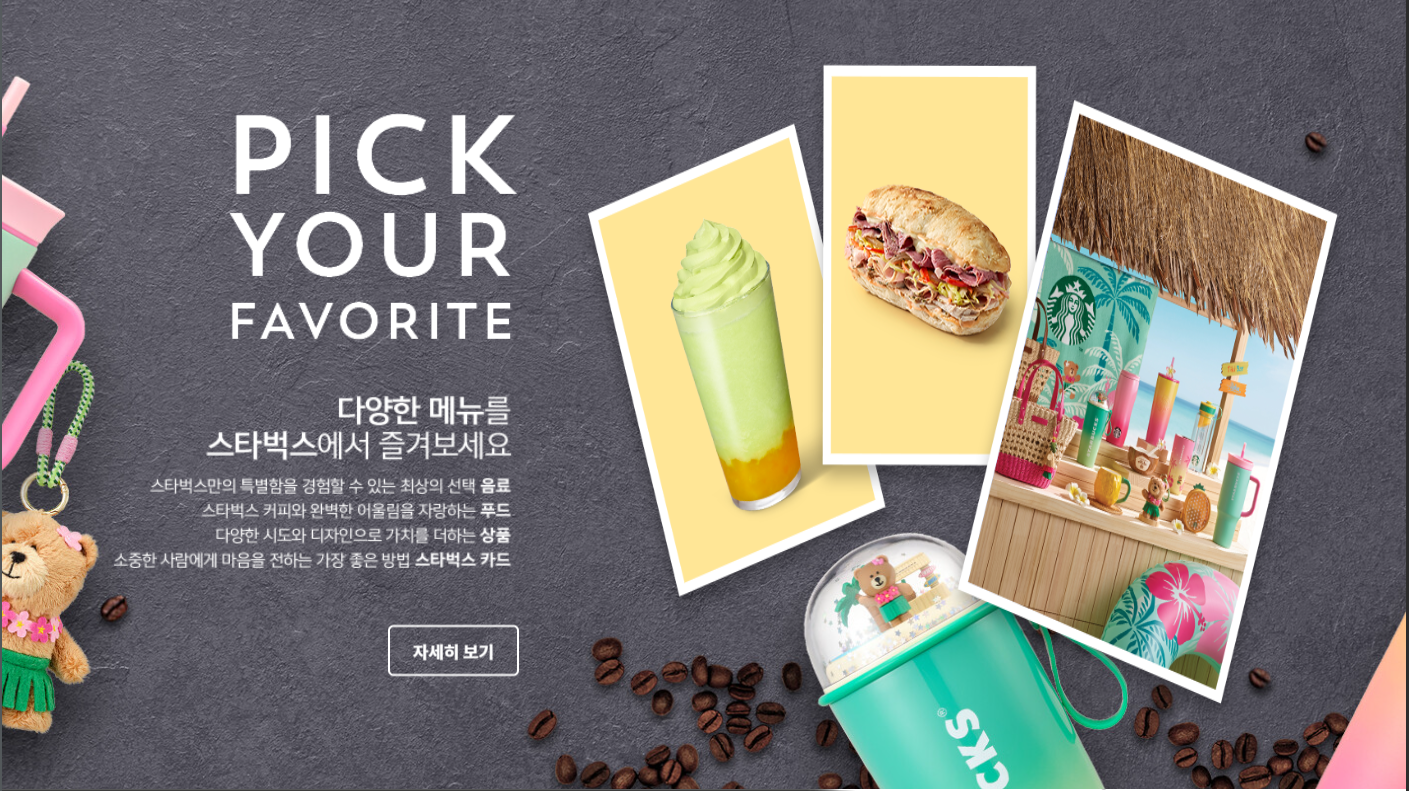 PICK
YOUR
FAVORITE
다양한 메뉴를
스타벅스에서 즐겨보세요
스타벅스만의 특별함을 경험할 수 있는 최상의 선택 음료
스타벅스 커피와 완벽한 어울림을 자랑하는 푸드
다양한 시도와 디자인으로 가치를 더하는 상품
소중한 사람에게 마음을 전하는 가장 좋은 방법 스타벅스 카드
자세히 보기
CKS®